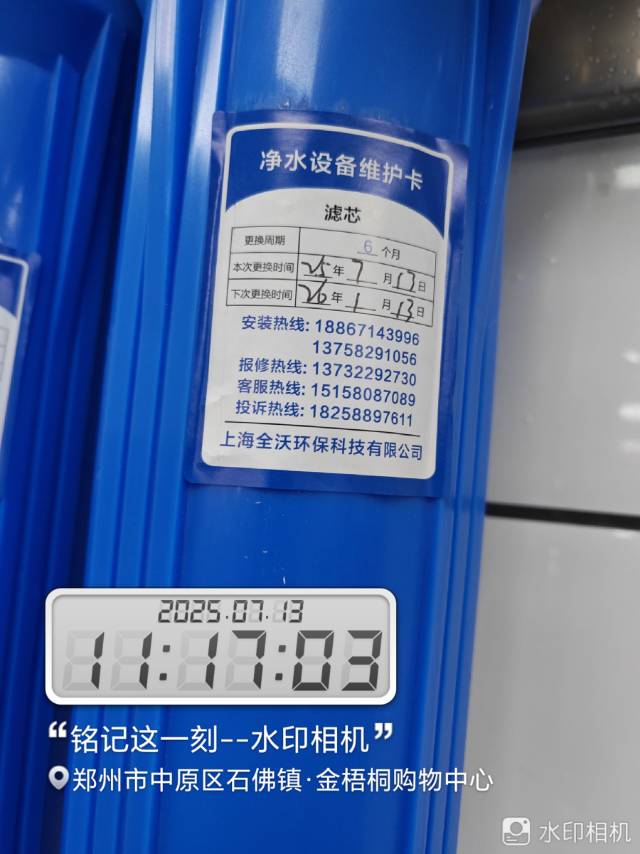 净水设备维护卡
滤芯
更换周期 6 个月
本次更换时间 25 年 7 月 13 日
下次更换时间 26 年 1 月 13 日
安装热线: 18867143996
13758291056
报修热线: 13732292730
客服热线: 15158087089
投诉热线: 18258897611
上海全沃环保科技有限公司
2025.07.13
11:17:03
“铭记这一刻--水印相机”
郑州市中原区石佛镇·金梧桐购物中心
水印相机